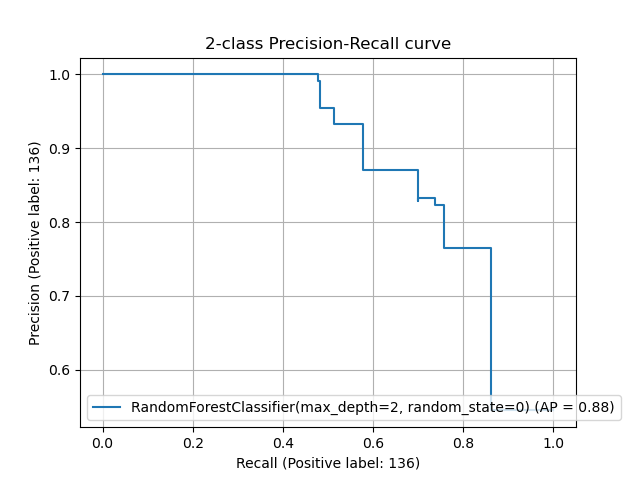 2-class Precision-Recall curve
Precision (Positive label: 136)
1.0
0.9
0.8
0.7
0.6
RandomForestClassifier(max_depth=2, random_state=0) (AP = 0.88)
0.0 0.2 0.4 0.6 0.8 1.0
Recall (Positive label: 136)